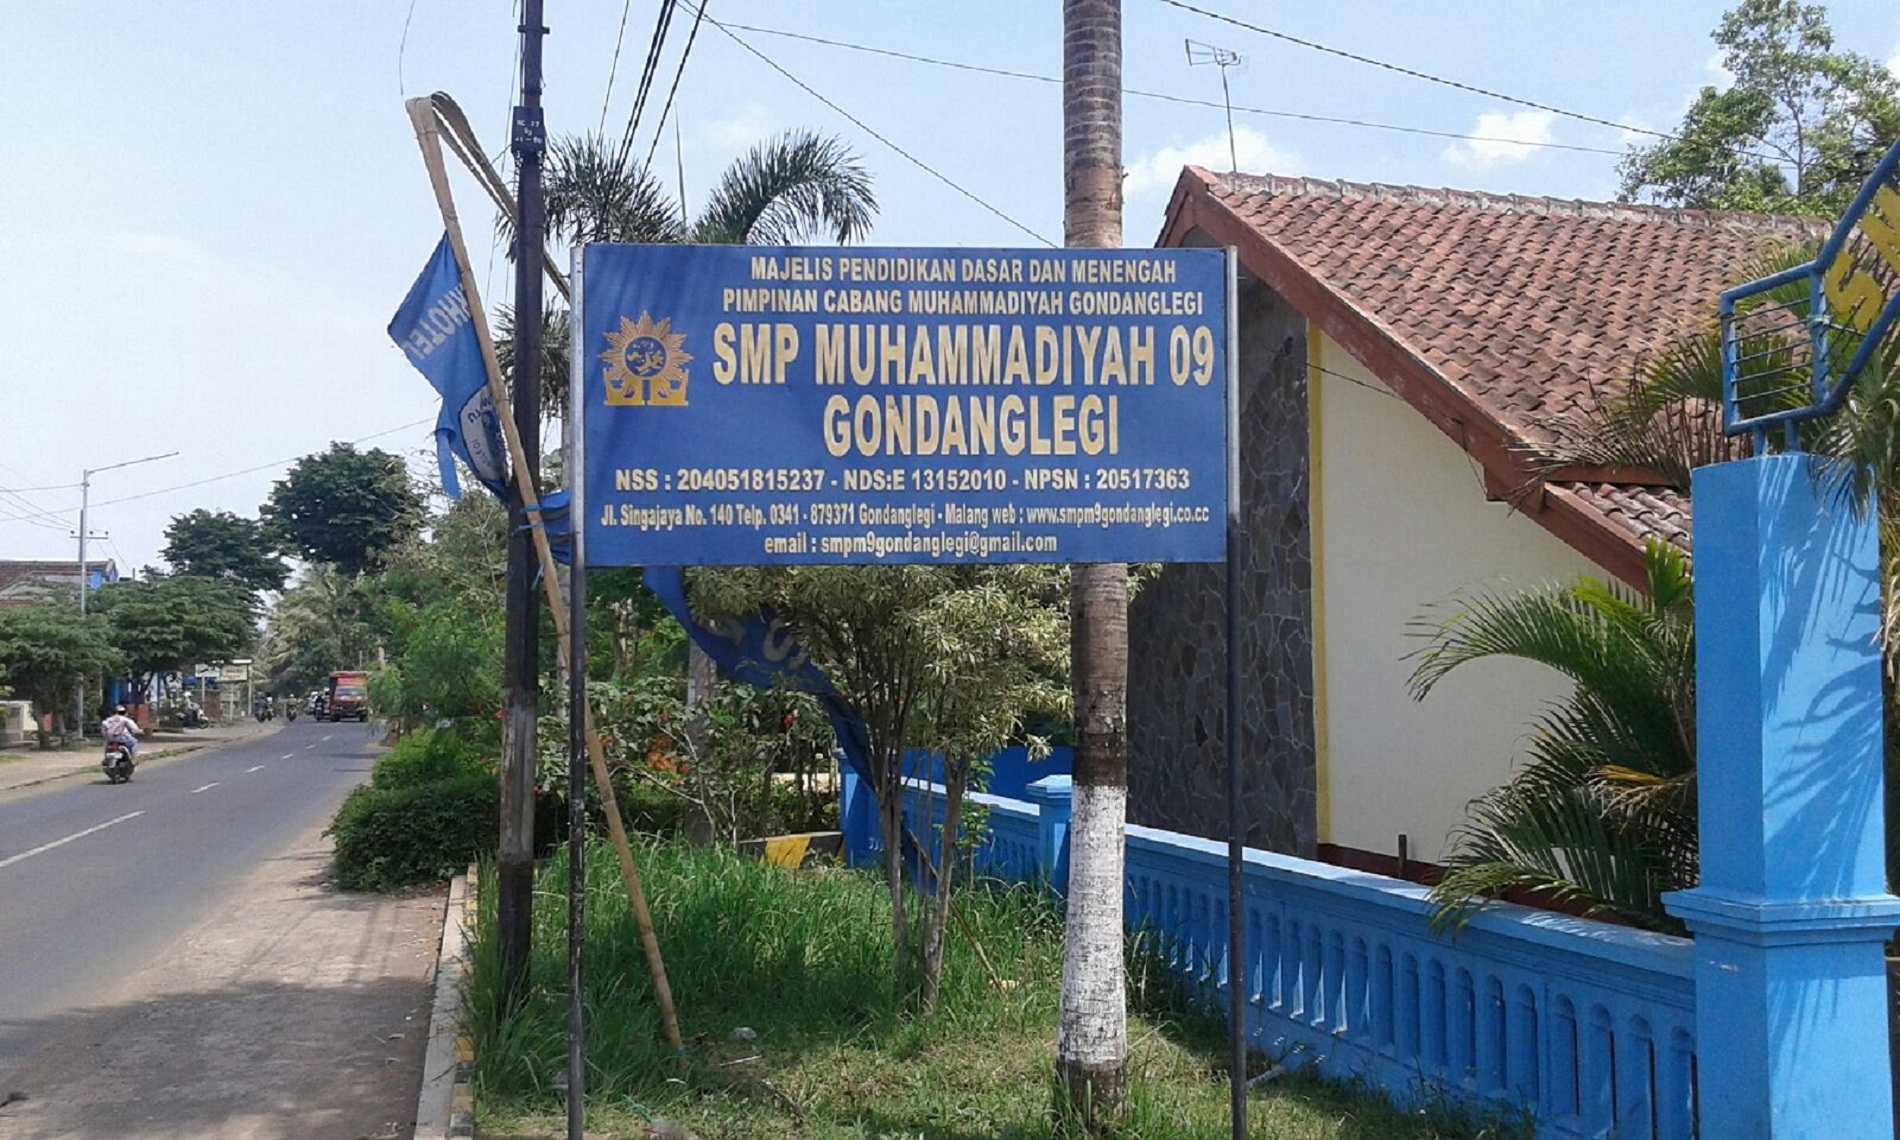 MAJELIS PENDIDIKAN DASAR DAN MENENGAH
PIMPINAN CABANG MUHAMMADIYAH GONDANGLEGI
SMP MUHAMMADIYAH 09
GONDANGLEGI
NSS : 204051815237 - NDS:E 13152010 - NPSN : 20517363
Jl. Singajaya No. 140 Telp. 0341 - 879371 Gondanglegi - Malang web : www.smpm9gondanglegi.co.cc
email : smpm9gondanglegi@gmail.com